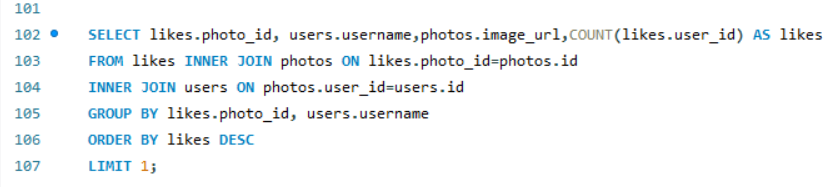 101
102 SELECT likes.photo_id, users.username,photos.image_url,COUNT(likes.user_id) AS likes
103 FROM likes INNER JOIN photos ON likes.photo_id=photos.id
104 INNER JOIN users ON photos.user_id=users.id
105 GROUP BY likes.photo_id, users.username
106 ORDER BY likes DESC
107 LIMIT 1;